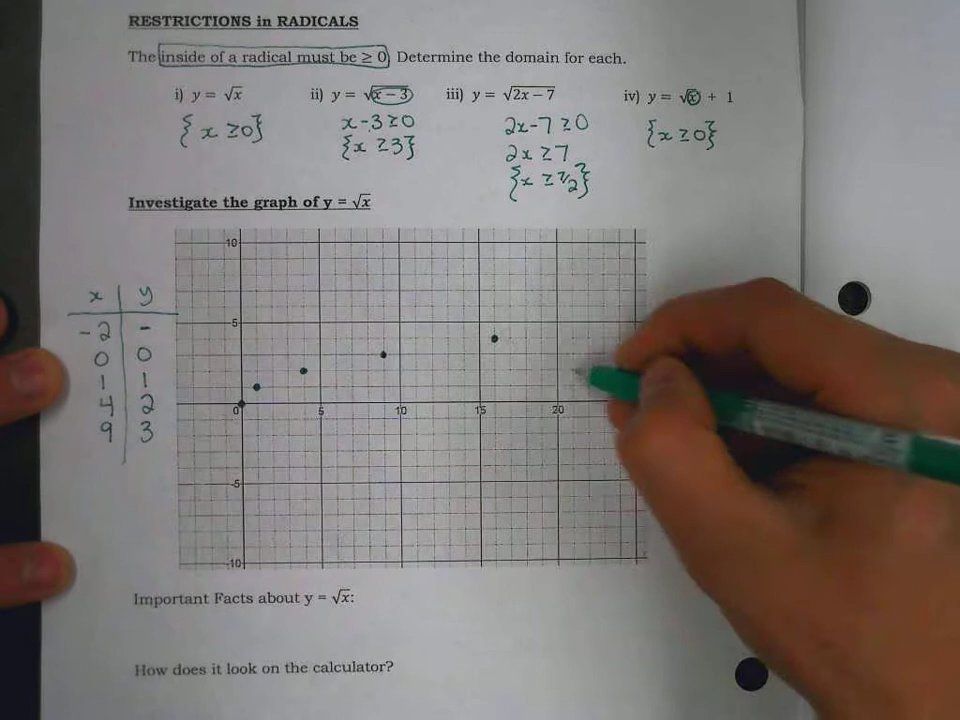 RESTRICTIONS in RADICALS
The inside of a radical must be ≥ 0. Determine the domain for each.
i) y = √x ii) y = √x − 3 iii) y = √2x − 7 iv) y = √x + 1
{x ≥0} x-3≥0 2x-7≥0 {x≥0}
{x ≥3} 2x ≥7
{x ≥ 7/2}
Investigate the graph of y = √x
10
x y
5
-2 -
0 0
1 1
4 2
0 5 10 15 20
9 3
-5
-10
Important Facts about y = √x:
How does it look on the calculator?